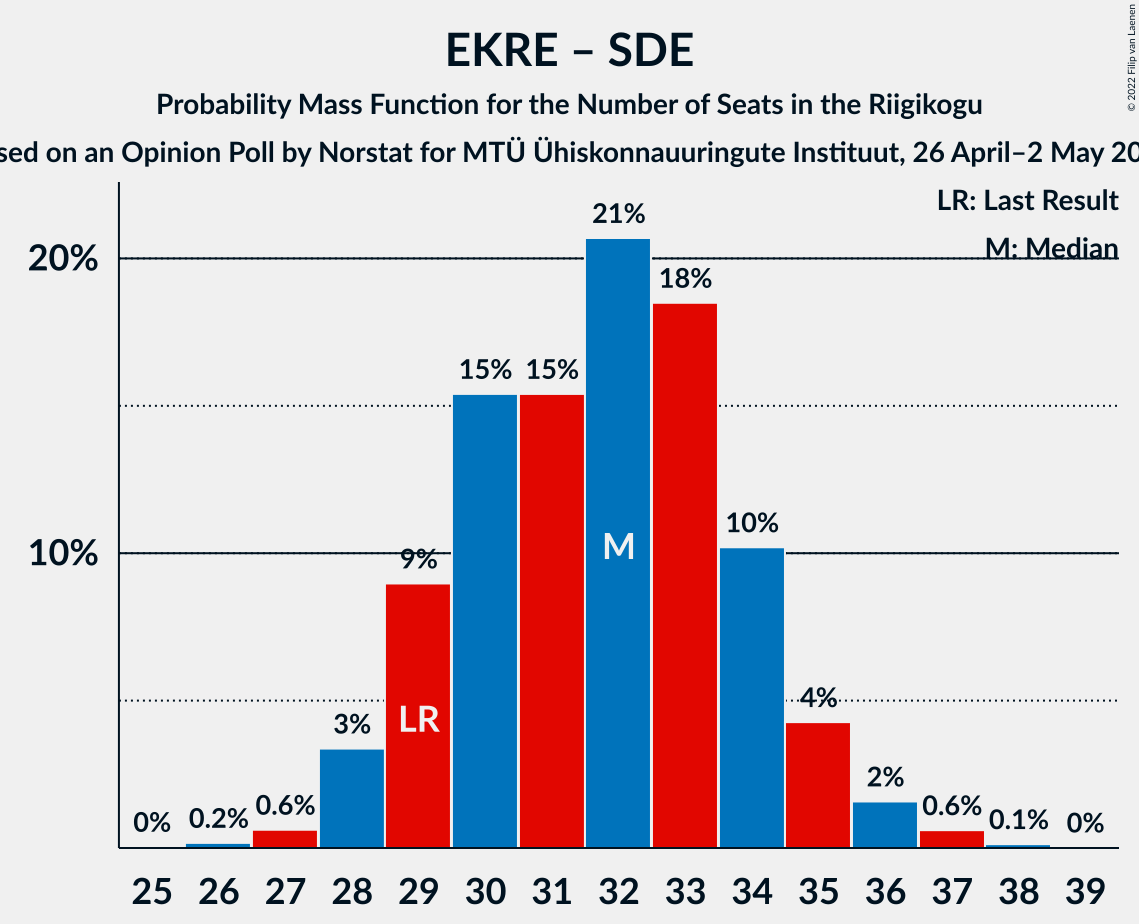 EKRE – SDE
Probability Mass Function for the Number of Seats in the Riigikogu
sed on an Opinion Poll by Norstat for MTÜ Ühiskonnauuringute Instituut, 26 April–2 May 20
© 2022 Filip van Laenen
LR: Last Result
M: Median
20%
10%
0%
0.2%
0.6%
3%
9%
15%
15%
21%
18%
10%
4%
2%
0.6%
0.1%
0%
LR
M
25 26 27 28 29 30 31 32 33 34 35 36 37 38 39